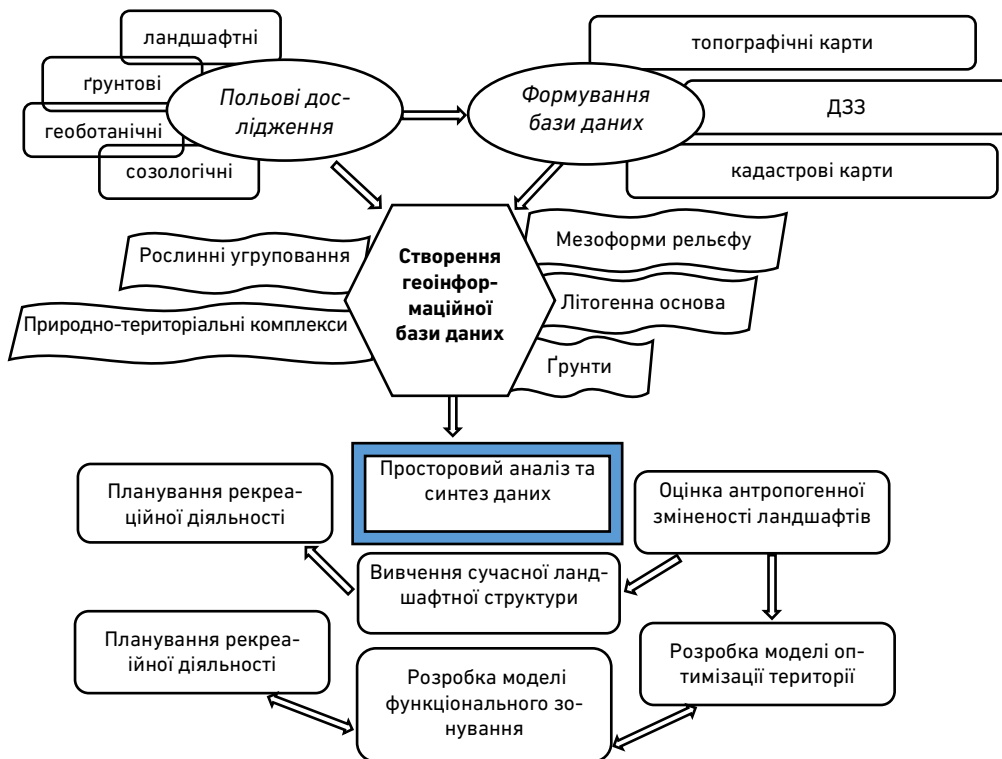 ландшафтні
ґрунтові
геоботанічні
созологічні
Польові дос-
лідження
Формування
бази даних
топографічні карти
ДЗЗ
кадастрові карти
Рослинні угруповання
Природно-територіальні комплекси
Створення
геоінфор-
маційної
бази даних
Мезоформи рельєфу
Літогенна основа
Ґрунти
Просторовий аналіз та
синтез даних
Планування рекреа-
ційної діяльності
Оцінка антропогенної
зміненості ландшафтів
Вивчення сучасної ланд-
шафтної структури
Планування рекреа-
ійної діяльності
Розробка моделі
функціонального зо-
нування
Розробка моделі оп-
тимізації території